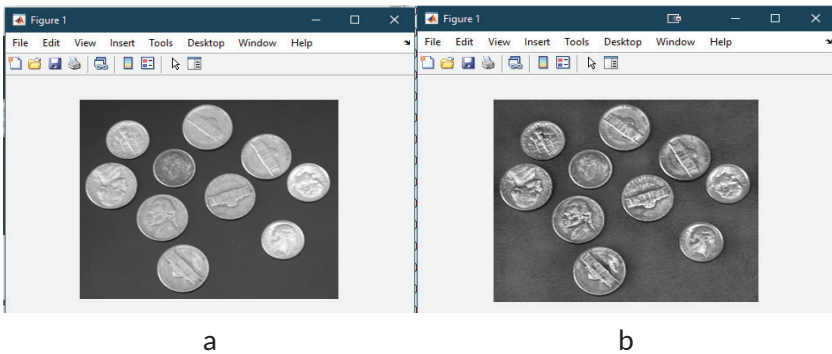 Figure 1
File Edit View Insert Tools Desktop Window Help
Figure 1
File Edit View Insert Tools Desktop Window Help
a
b